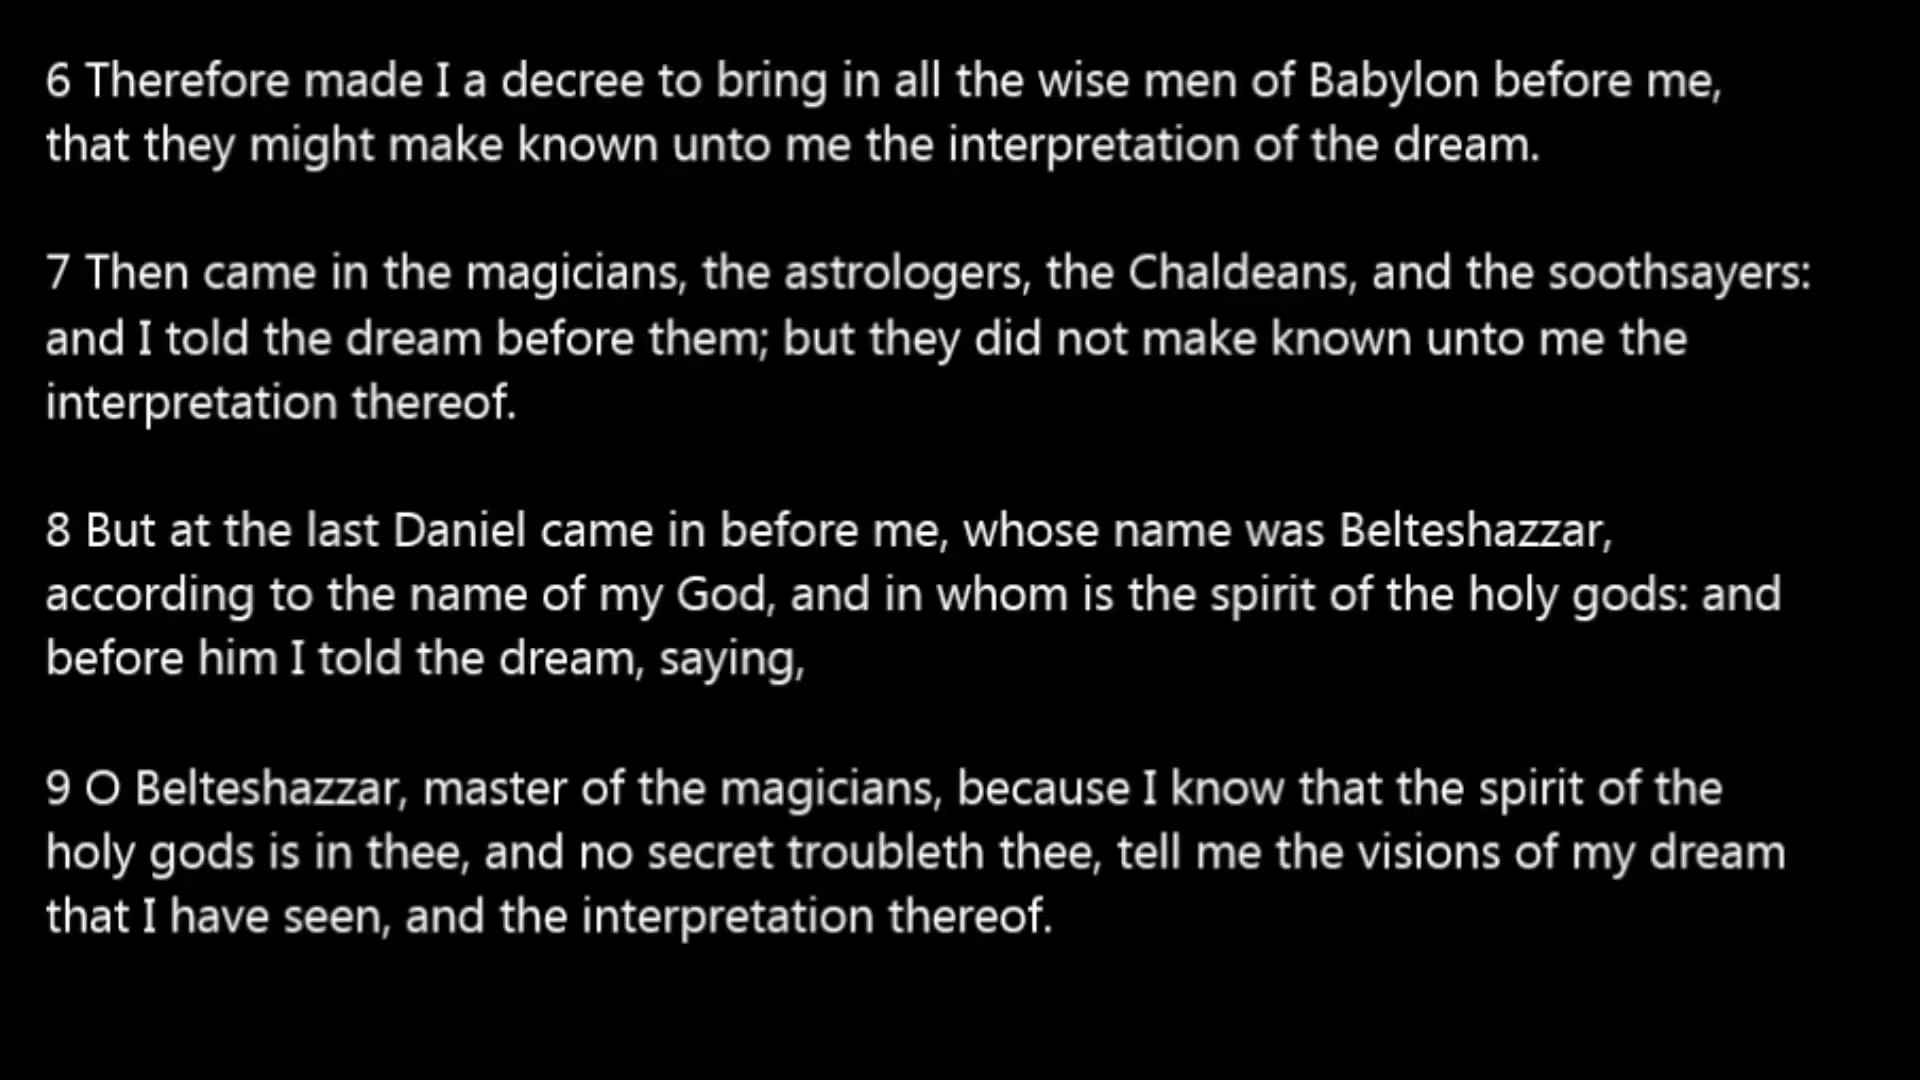 6 Therefore made I a decree to bring in all the wise men of Babylon before me,
that they might make known unto me the interpretation of the dream.
7 Then came in the magicians, the astrologers, the Chaldeans, and the soothsayers:
and I told the dream before them; but they did not make known unto me the
interpretation thereof.
8 But at the last Daniel came in before me, whose name was Belteshazzar,
according to the name of my God, and in whom is the spirit of the holy gods: and
before him I told the dream, saying,
9 O Belteshazzar, master of the magicians, because I know that the spirit of the
holy gods is in thee, and no secret troubleth thee, tell me the visions of my dream
that I have seen, and the interpretation thereof.